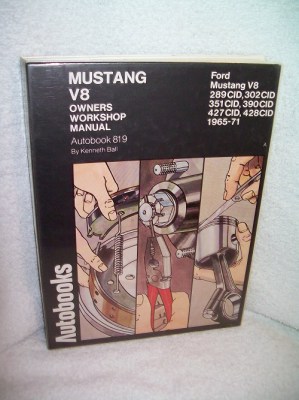 MUSTANG
V8
OWNERS
WORKSHOP
MANUAL
Autobook 819
By Kenneth Ball
Ford
Mustang V8
289CID, 302CID
351CID, 390CID
427CID, 428CID
1965-71
Autobooks